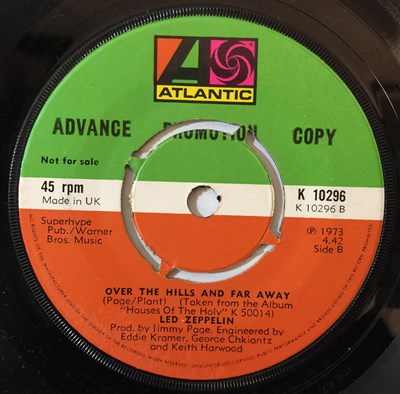 ATLANTIC
ADVANCE PROMOTION COPY
Not for sale
45 rpm
Made in UK
K 10296
K 10296 B
Superhype
Pub./Warner
Bros. Music
℗ 1973
4.42
Side B
OVER THE HILLS AND FAR AWAY
(Page/Plant) (Taken from the Album
"Houses Of The Holy" K 50014)
LED ZEPPELIN
Prod. by Jimmy Page, Engineered by
Eddie Kramer, George Chkiantz
and Keith Harwood